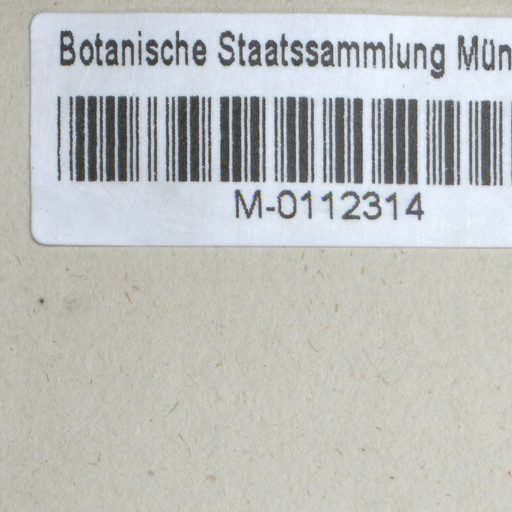 Botanische Staatssammlung Mün
M-0112314